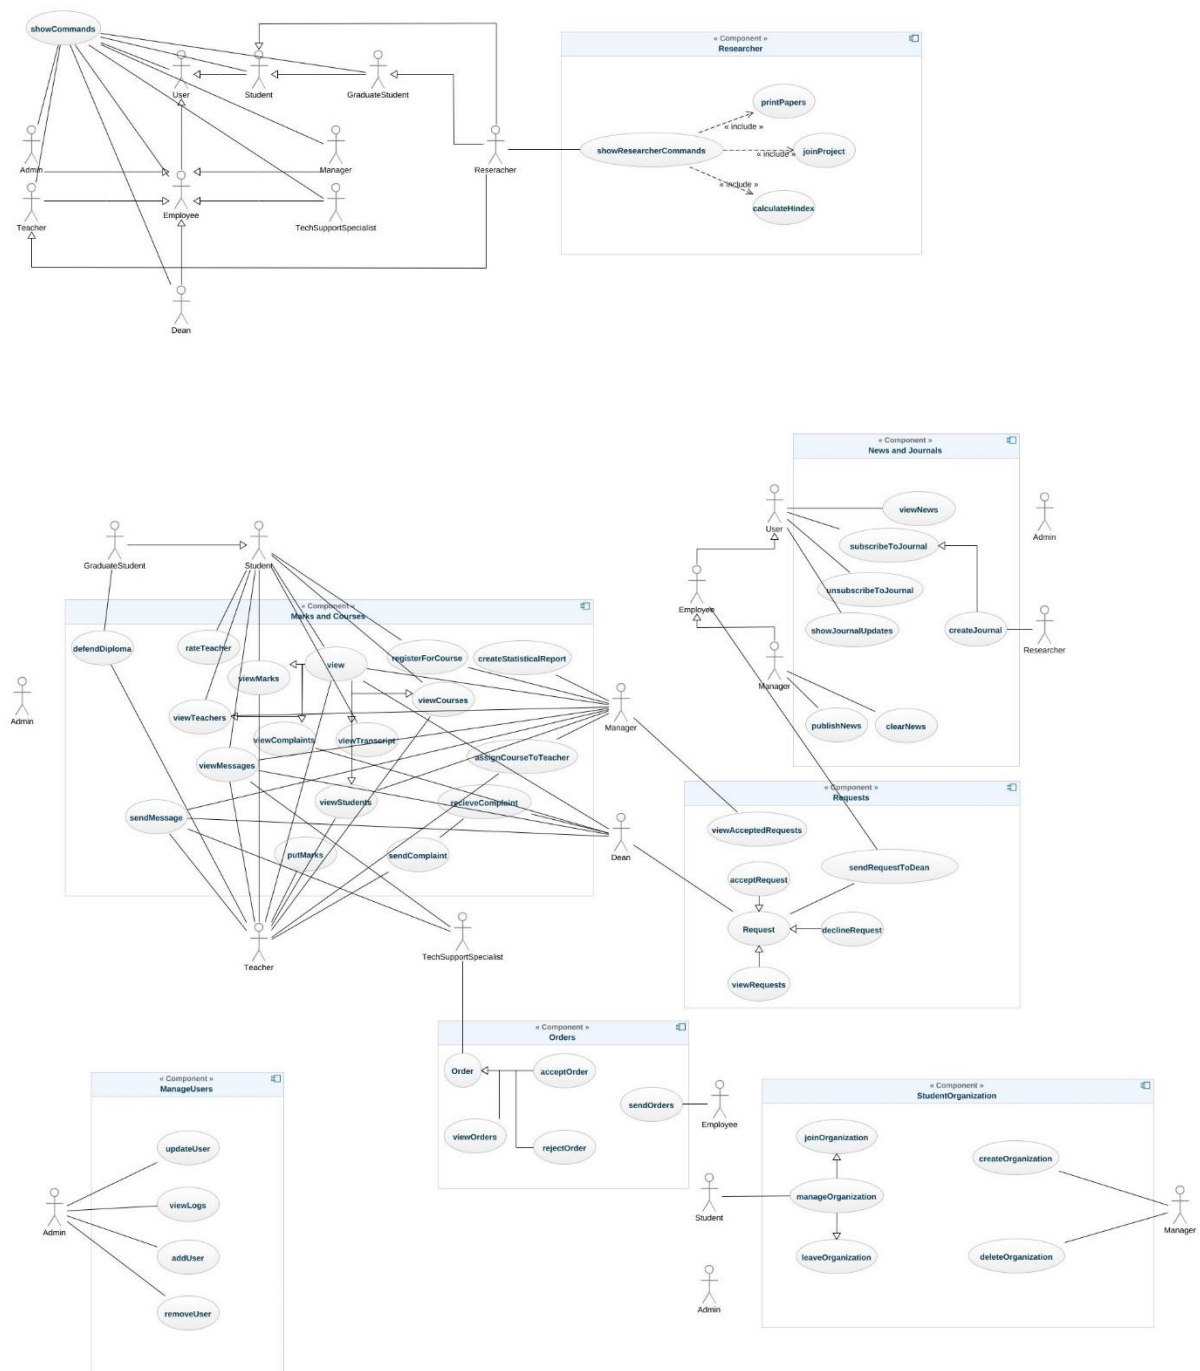 showCommands
User
Student
GraduateStudent
Admin
Manager
Reseracher
Teacher
Employee
TechSupportSpecialist
Dean
« Component »
Researcher
printPapers
« include »
showResearcherCommands
« include »
joinProject
« include »
calculateHindex
« Component »
News and Journals
User
viewNews
Admin
subscribeToJournal
Employee
unsubscribeToJournal
showJournalUpdates
createJournal
Researcher
Manager
publishNews
clearNews
GraduateStudent
Student
« Component »
Marks and Courses
defendDiploma
rateTeacher
view
registerForCourse
createStatisticalReport
viewMarks
viewCourses
Admin
viewTeachers
Manager
viewComplaints
viewTranscript
viewMessages
assignCourseToTeacher
viewStudents
recieveComplaint
sendMessage
putMarks
sendComplaint
Dean
Teacher
TechSupportSpecialist
« Component »
Requests
viewAcceptedRequests
acceptRequest
sendRequestToDean
Request
declineRequest
viewRequests
« Component »
Orders
Order
acceptOrder
sendOrders
Employee
viewOrders
rejectOrder
« Component »
ManageUsers
updateUser
viewLogs
Admin
addUser
removeUser
« Component »
StudentOrganization
joinOrganization
createOrganization
manageOrganization
Student
Manager
leaveOrganization
deleteOrganization
Admin